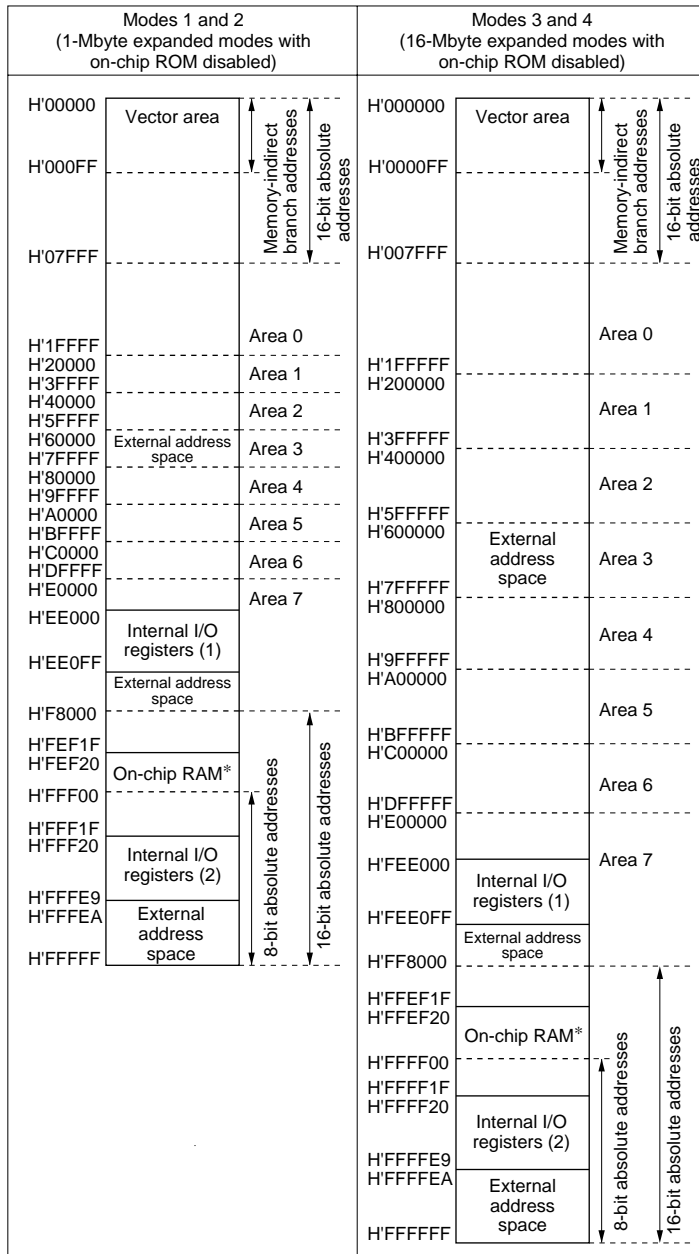 Modes 1 and 2
(1-Mbyte expanded modes with
on-chip ROM disabled)
H'00000
Vector area
H'000FF
Memory-indirect
branch addresses
16-bit absolute
addresses
H'07FFF
Area 0
H'1FFFF
H'20000
Area 1
H'3FFFF
H'40000
Area 2
H'5FFFF
H'60000
External address
space
Area 3
H'7FFFF
H'80000
Area 4
H'9FFFF
H'A0000
Area 5
H'BFFFF
H'C0000
Area 6
H'DFFFF
H'E0000
Area 7
H'EE000
Internal I/O
registers (1)
H'EE0FF
External address
space
H'F8000
H'FEF1F
H'FEF20
On-chip RAM*
H'FFF00
H'FFF1F
H'FFF20
Internal I/O
registers (2)
H'FFFE9
H'FFFEA
External
address
space
H'FFFFF
8-bit absolute addresses
16-bit absolute addresses
Modes 3 and 4
(16-Mbyte expanded modes with
on-chip ROM disabled)
H'000000
Vector area
H'0000FF
Memory-indirect
branch addresses
16-bit absolute
addresses
H'007FFF
Area 0
H'1FFFFF
H'200000
Area 1
H'3FFFFF
H'400000
Area 2
H'5FFFFF
H'600000
External
address
space
Area 3
H'7FFFFF
H'800000
Area 4
H'9FFFFF
H'A00000
Area 5
H'BFFFFF
H'C00000
Area 6
H'DFFFFF
H'E00000
Area 7
H'FEE000
Internal I/O
registers (1)
H'FEE0FF
External address
space
H'FF8000
H'FFEF1F
H'FFEF20
On-chip RAM*
H'FFFF00
H'FFFF1F
H'FFFF20
Internal I/O
registers (2)
H'FFFFE9
H'FFFFEA
External
address
space
H'FFFFFF
8-bit absolute addresses
16-bit absolute addresses